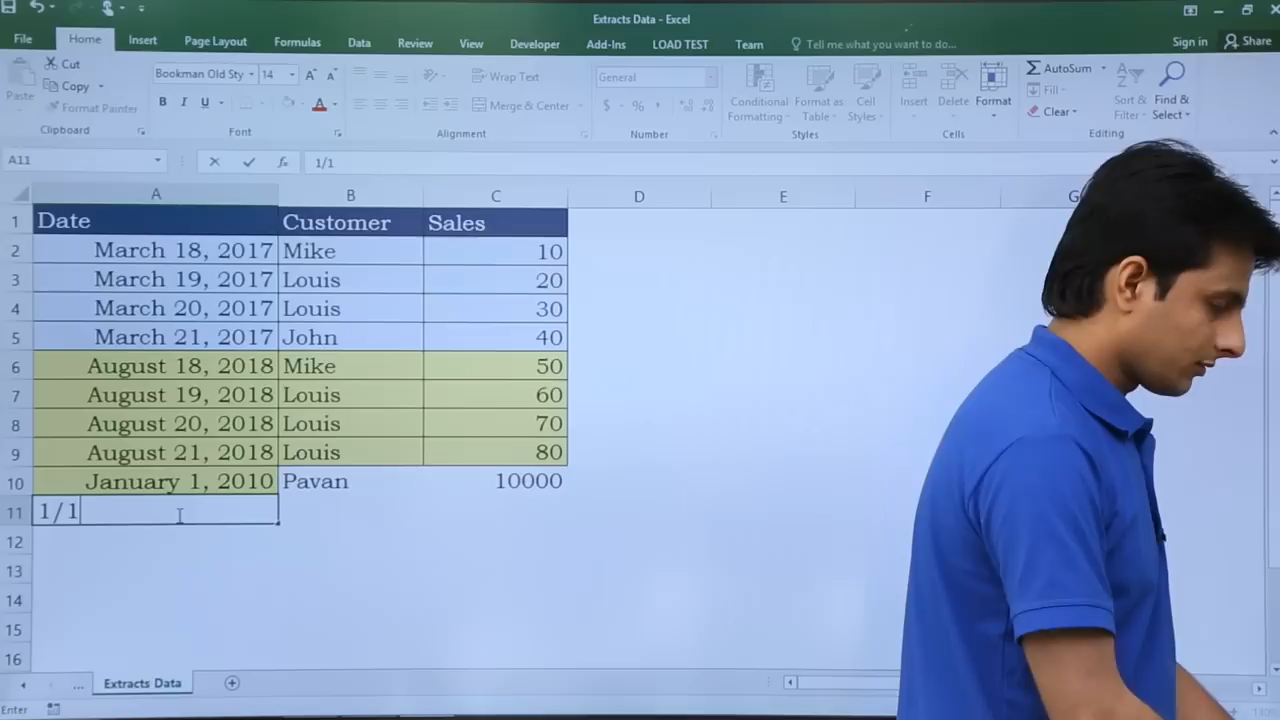 Extracts Data - Excel
File Home Insert Page Layout Formulas Data Review View Developer Add-Ins LOAD TEST Team Tell me what you want to do... Sign in Share
Cut
Copy
Format Painter
Paste
Clipboard
Bookman Old Sty 14
B I U
Font
Wrap Text
Merge & Center
Alignment
General
$ % ,
Number
Conditional Formatting
Format as Table
Cell Styles
Styles
Insert Delete Format
Cells
AutoSum
Fill
Clear
Sort & Filter
Find & Select
Editing
A11 fx 1/1
A B C D E F G
1 Date Customer Sales
2 March 18, 2017 Mike 10
3 March 19, 2017 Louis 20
4 March 20, 2017 Louis 30
5 March 21, 2017 John 40
6 August 18, 2018 Mike 50
7 August 19, 2018 Louis 60
8 August 20, 2018 Louis 70
9 August 21, 2018 Louis 80
10 January 1, 2010 Pavan 10000
11 1/1
12
13
14
15
16
... Extracts Data
Enter